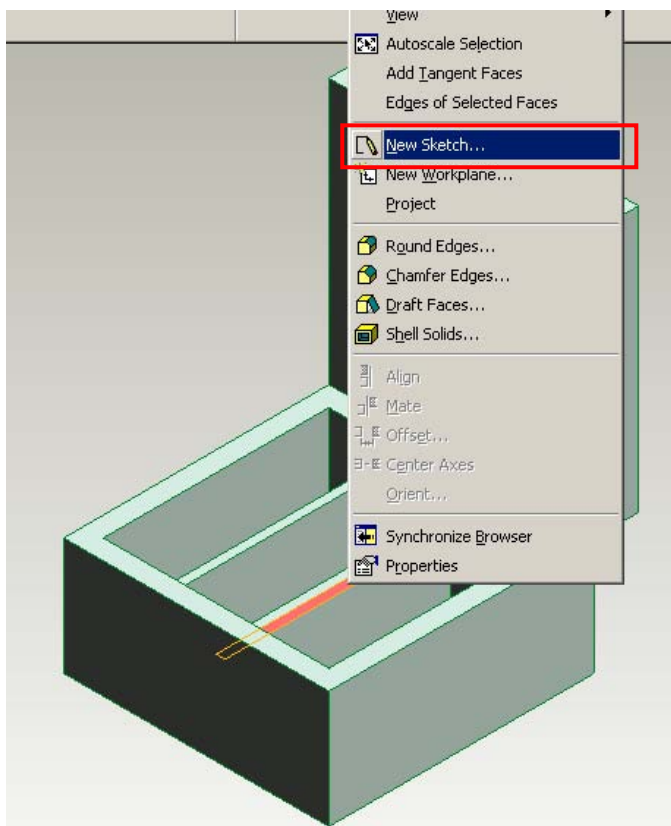 View
Autoscale Selection
Add Tangent Faces
Edges of Selected Faces
New Sketch...
New Workplane...
Project
Round Edges...
Chamfer Edges...
Draft Faces...
Shell Solids...
Align
Mate
Offset...
Center Axes
Orient...
Synchronize Browser
Properties